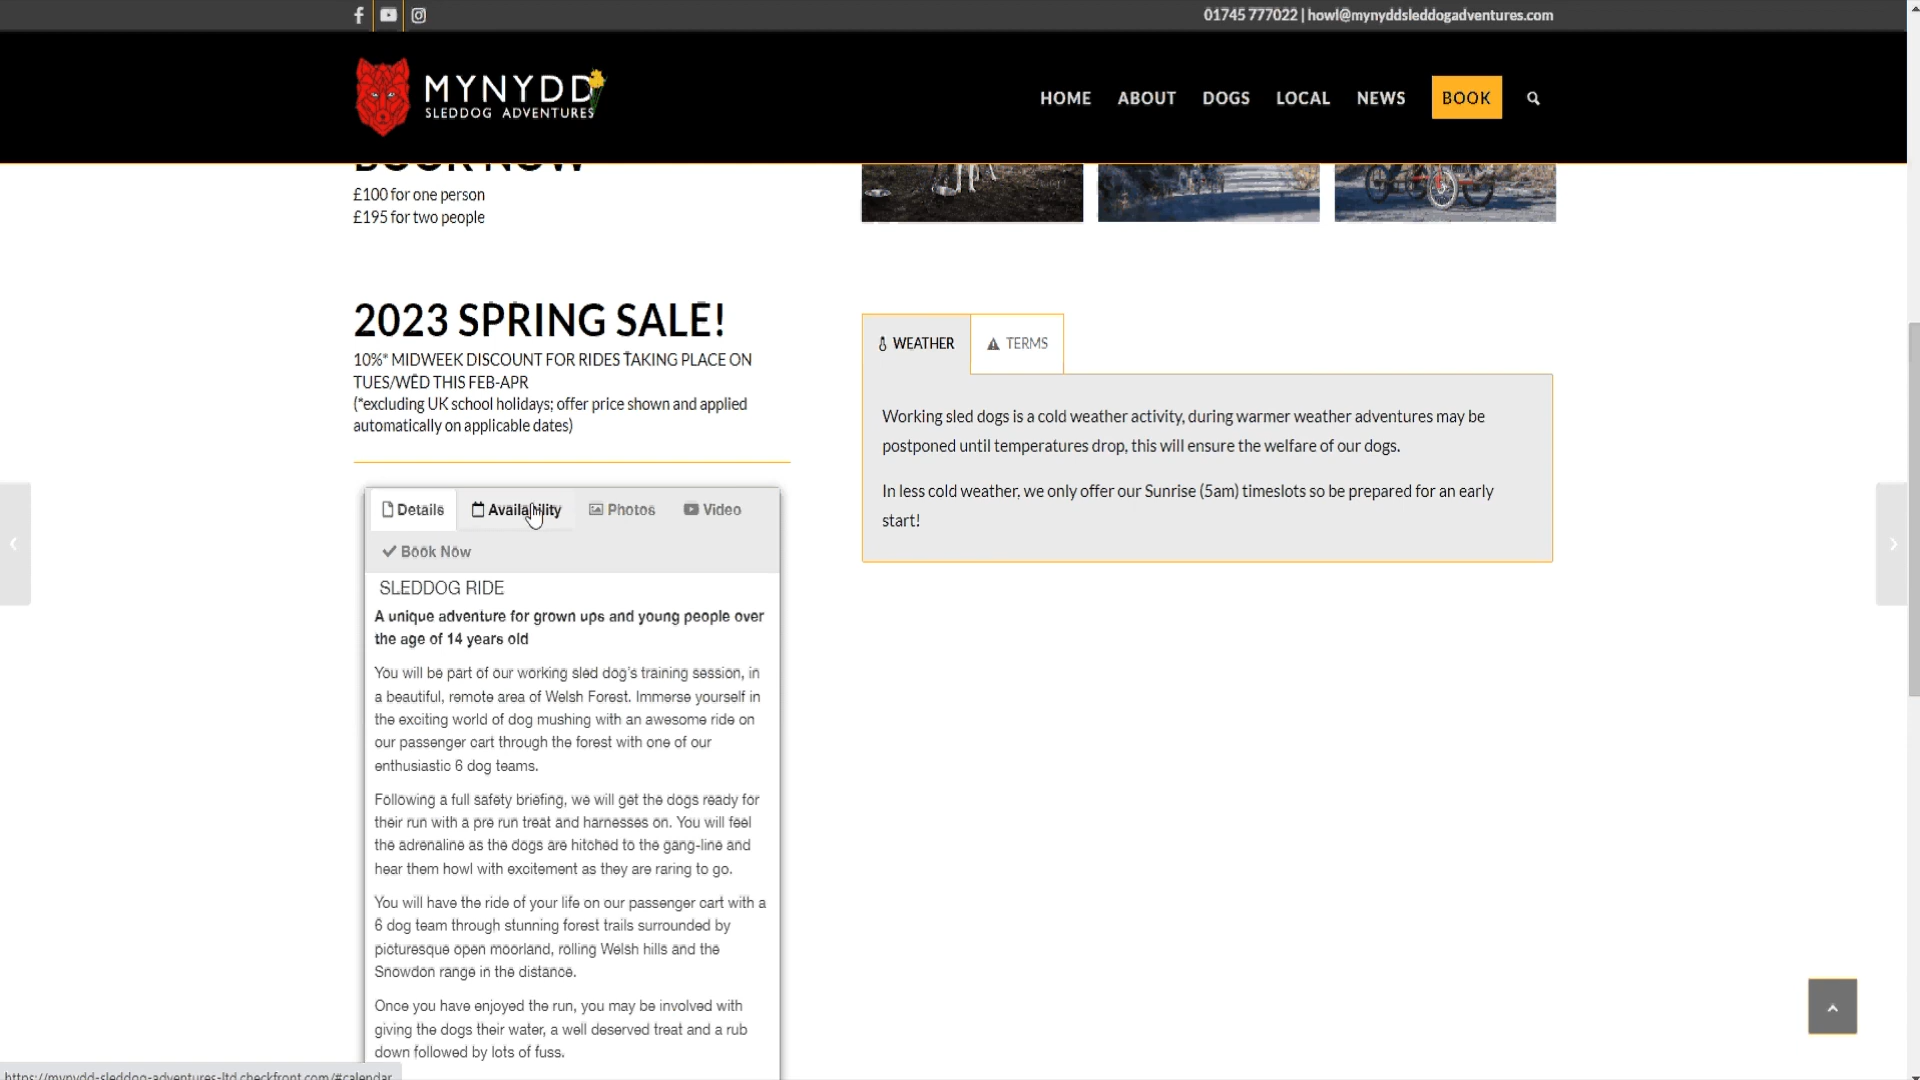 01745 777022 | howl@mynyddsleddogadventures.com
MYNYDD
SLEDDOG ADVENTURES
HOME ABOUT DOGS LOCAL NEWS BOOK
BOOK NOW
£100 for one person
£195 for two people
2023 SPRING SALE!
10%* MIDWEEK DISCOUNT FOR RIDES TAKING PLACE ON
TUES/WED THIS FEB-APR
(*excluding UK school holidays; offer price shown and applied
automatically on applicable dates)
WEATHER TERMS
Working sled dogs is a cold weather activity, during warmer weather adventures may be
postponed until temperatures drop, this will ensure the welfare of our dogs.
In less cold weather, we only offer our Sunrise (5am) timeslots so be prepared for an early
start!
Details Availability Photos Video
Book Now
SLEDDOG RIDE
A unique adventure for grown ups and young people over
the age of 14 years old
You will be part of our working sled dog's training session, in
a beautiful, remote area of Welsh Forest. Immerse yourself in
the exciting world of dog mushing with an awesome ride on
our passenger cart through the forest with one of our
enthusiastic 6 dog teams.
Following a full safety briefing, we will get the dogs ready for
their run with a pre run treat and harnesses on. You will feel
the adrenaline as the dogs are hitched to the gang-line and
hear them howl with excitement as they are raring to go.
You will have the ride of your life on our passenger cart with a
6 dog team through stunning forest trails surrounded by
picturesque open moorland, rolling Welsh hills and the
Snowdon range in the distance.
Once you have enjoyed the run, you may be involved with
giving the dogs their water, a well deserved treat and a rub
down followed by lots of fuss.
https://mynydd-sleddog-adventures-ltd.checkfront.com/#calendar